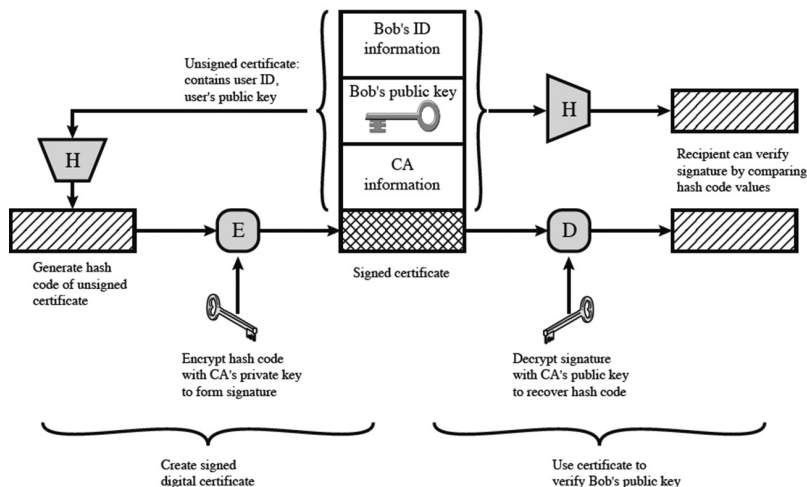 Bob's ID
information
Unsigned certificate:
contains user ID,
user's public key
Bob's public key
H
CA
information
H
Recipient can verify
signature by comparing
hash code values
E
D
Generate hash
code of unsigned
certificate
Signed certificate
Encrypt hash code
with CA's private key
to form signature
Decrypt signature
with CA's public key
to recover hash code
Create signed
digital certificate
Use certificate to
verify Bob's public key